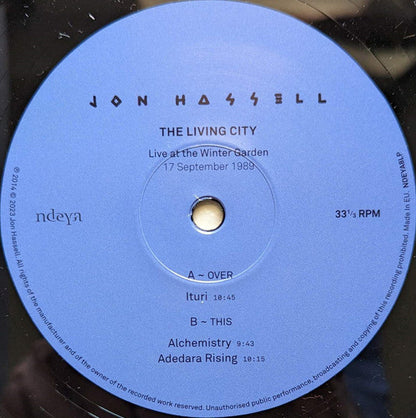 JON HASSELL
THE LIVING CITY
Live at the Winter Garden
17 September 1989
ndeya
33⅓ RPM
A ~ OVER
Ituri 10:45
B ~ THIS
Alchemistry 9:43
Adedara Rising 10:15
℗ 2014 © 2023 Jon Hassell. All rights of the manufacturer and of the owner of the recorded work reserved. Unauthorised public performance, broadcasting and copying of this recording prohibited. Made in EU. NDEYA8LP